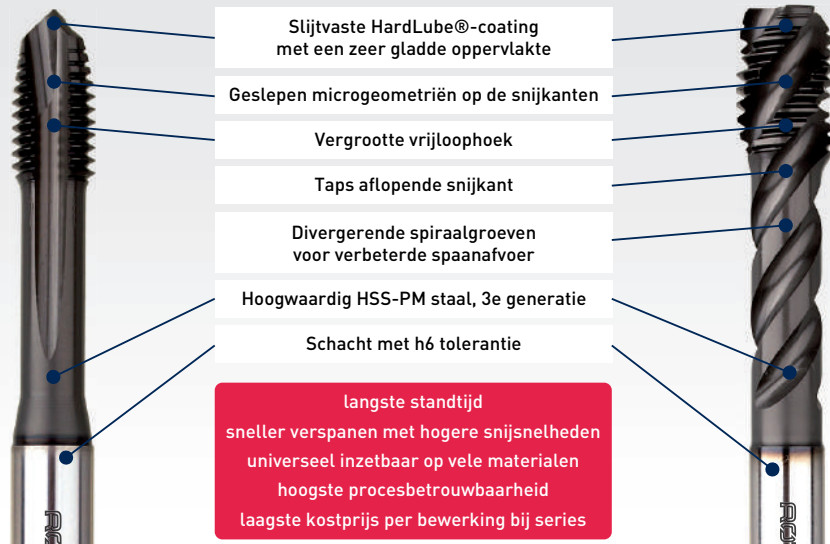 Slijtvaste HardLube®-coating
met een zeer gladde oppervlakte
Geslepen microgeometriën op de snijkanten
Vergrootte vrijloophoek
Taps aflopende snijkant
Divergerende spiraalgroeven
voor verbeterde spaanafvoer
Hoogwaardig HSS-PM staal, 3e generatie
Schacht met h6 tolerantie
langste standtijd
sneller verspanen met hogere snijsnelheden
universeel inzetbaar op vele materialen
hoogste procesbetrouwbaarheid
laagste kostprijs per bewerking bij series